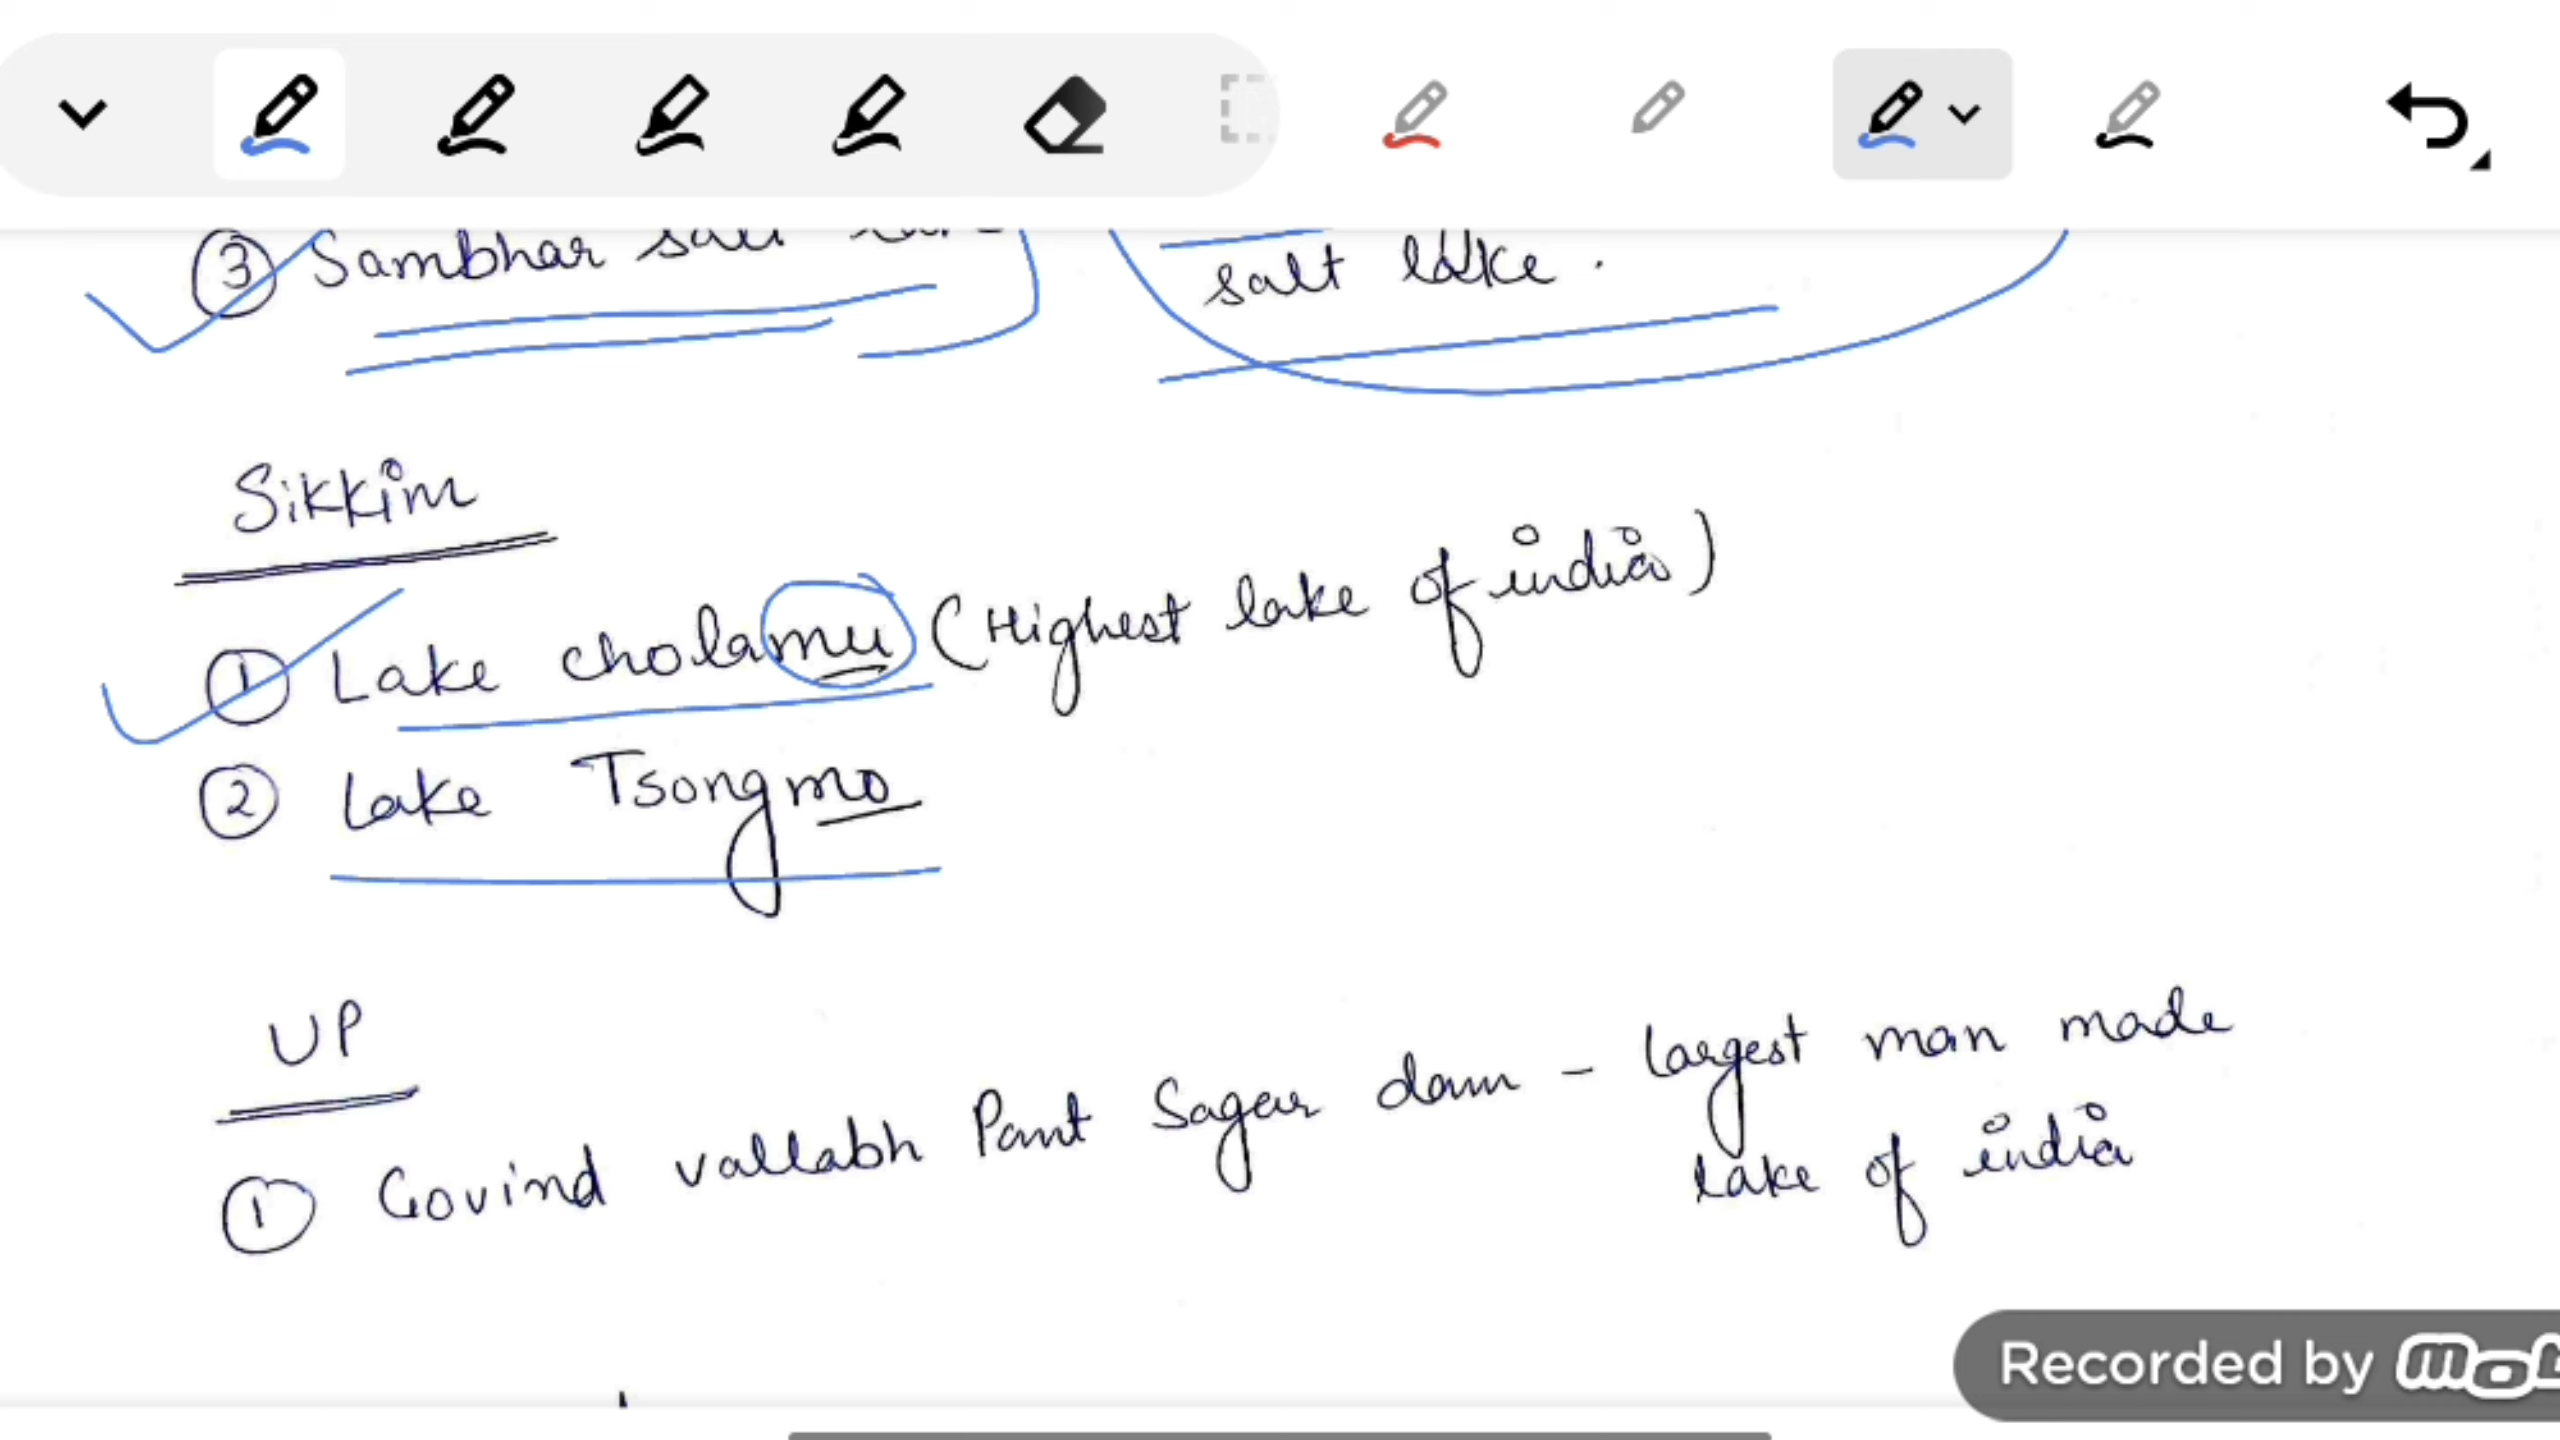 ③ Sambhar salt
salt lake.
Sikkim
① Lake cholamu (Highest lake of india)
② Lake Tsongmo
UP
① Govind vallabh Pant Sagar dam - largest man made
lake of india
Recorded by